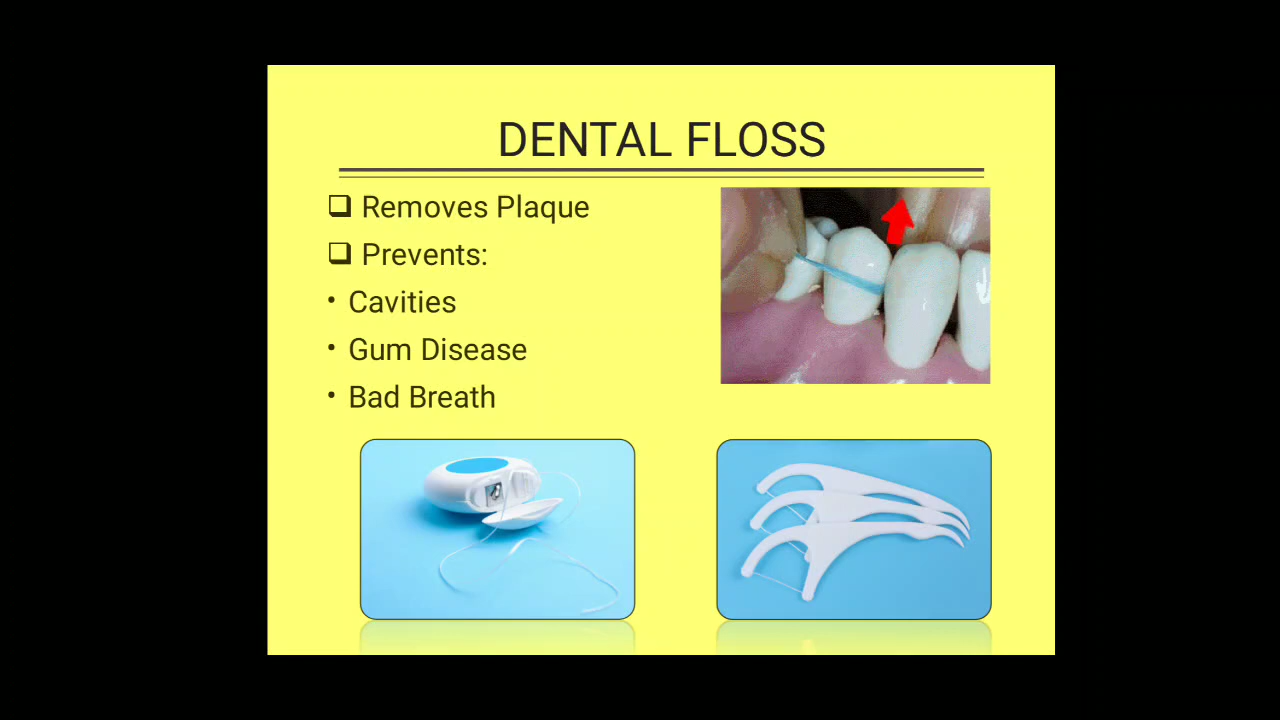 DENTAL FLOSS
❑ Removes Plaque
❑ Prevents:
• Cavities
• Gum Disease
• Bad Breath